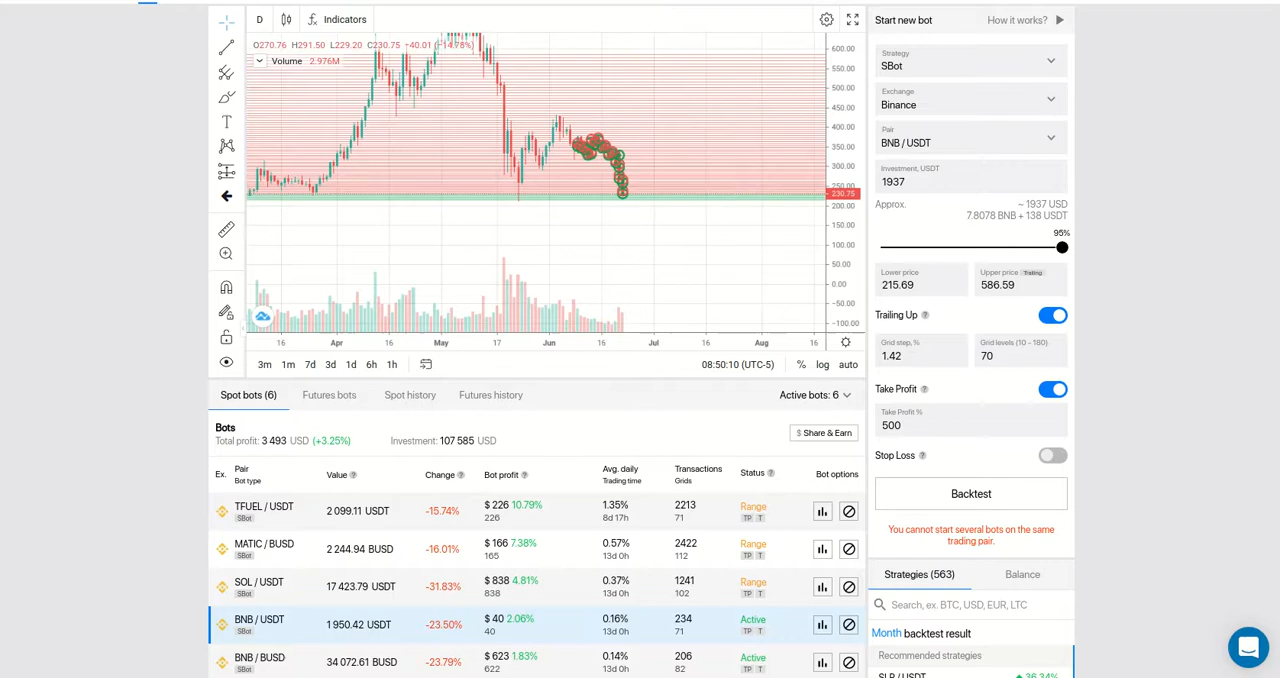 D
Indicators
O270.76 H291.50 L229.20 C230.75 −40.01 (−14.78%)
Volume 2.976M
600.00
550.00
500.00
450.00
400.00
350.00
300.00
250.00
230.75
200.00
150.00
100.00
50.00
0.00
−50.00
−100.00
16 Apr 16 May 17 Jun 16 Jul 16 Aug 16
3m 1m 7d 3d 1d 6h 1h
08:50:10 (UTC-5) % log auto
Spot bots (6) Futures bots Spot history Futures history Active bots: 6
Bots
Total profit: 3 493 USD (+3.25%) Investment: 107 585 USD
$ Share & Earn
Ex. Pair Value Change Bot profit Avg. daily Transactions Status Bot options
Bot type Trading time Grids
TFUEL / USDT 2 099.11 USDT -15.74% $ 226 10.79% 1.35% 2213 Range
SBot 226 8d 17h 71 TP T
MATIC / BUSD 2 244.94 BUSD -16.01% $ 166 7.38% 0.57% 2422 Range
SBot 165 13d 0h 112 TP T
SOL / USDT 17 423.79 USDT -31.83% $ 838 4.81% 0.37% 1241 Range
SBot 838 13d 0h 102 TP T
BNB / USDT 1 950.42 USDT -23.50% $ 40 2.06% 0.16% 234 Active
SBot 40 13d 0h 71 TP T
BNB / BUSD 34 072.61 BUSD -23.79% $ 623 1.83% 0.14% 206 Active
SBot 622 13d 0h 82 TP T
Start new bot How it works?
Strategy
SBot
Exchange
Binance
Pair
BNB / USDT
Investment, USDT
1937
Approx. ~ 1937 USD
7.8078 BNB + 138 USDT
95%
Lower price Upper price Trailing
215.69 586.59
Trailing Up
Grid step, % Grid levels (10 - 180)
1.42 70
Take Profit
Take Profit %
500
Stop Loss
Backtest
You cannot start several bots on the same
trading pair.
Strategies (563) Balance
Search, ex. BTC, USD, EUR, LTC
Month backtest result
Recommended strategies
SLP / USDT 36.34%